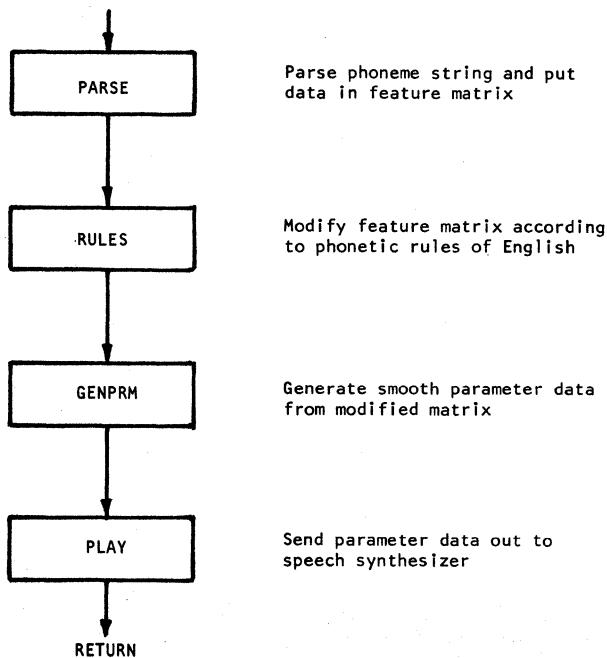 PARSE
Parse phoneme string and put
data in feature matrix
RULES
Modify feature matrix according
to phonetic rules of English
GENPRM
Generate smooth parameter data
from modified matrix
PLAY
Send parameter data out to
speech synthesizer
RETURN